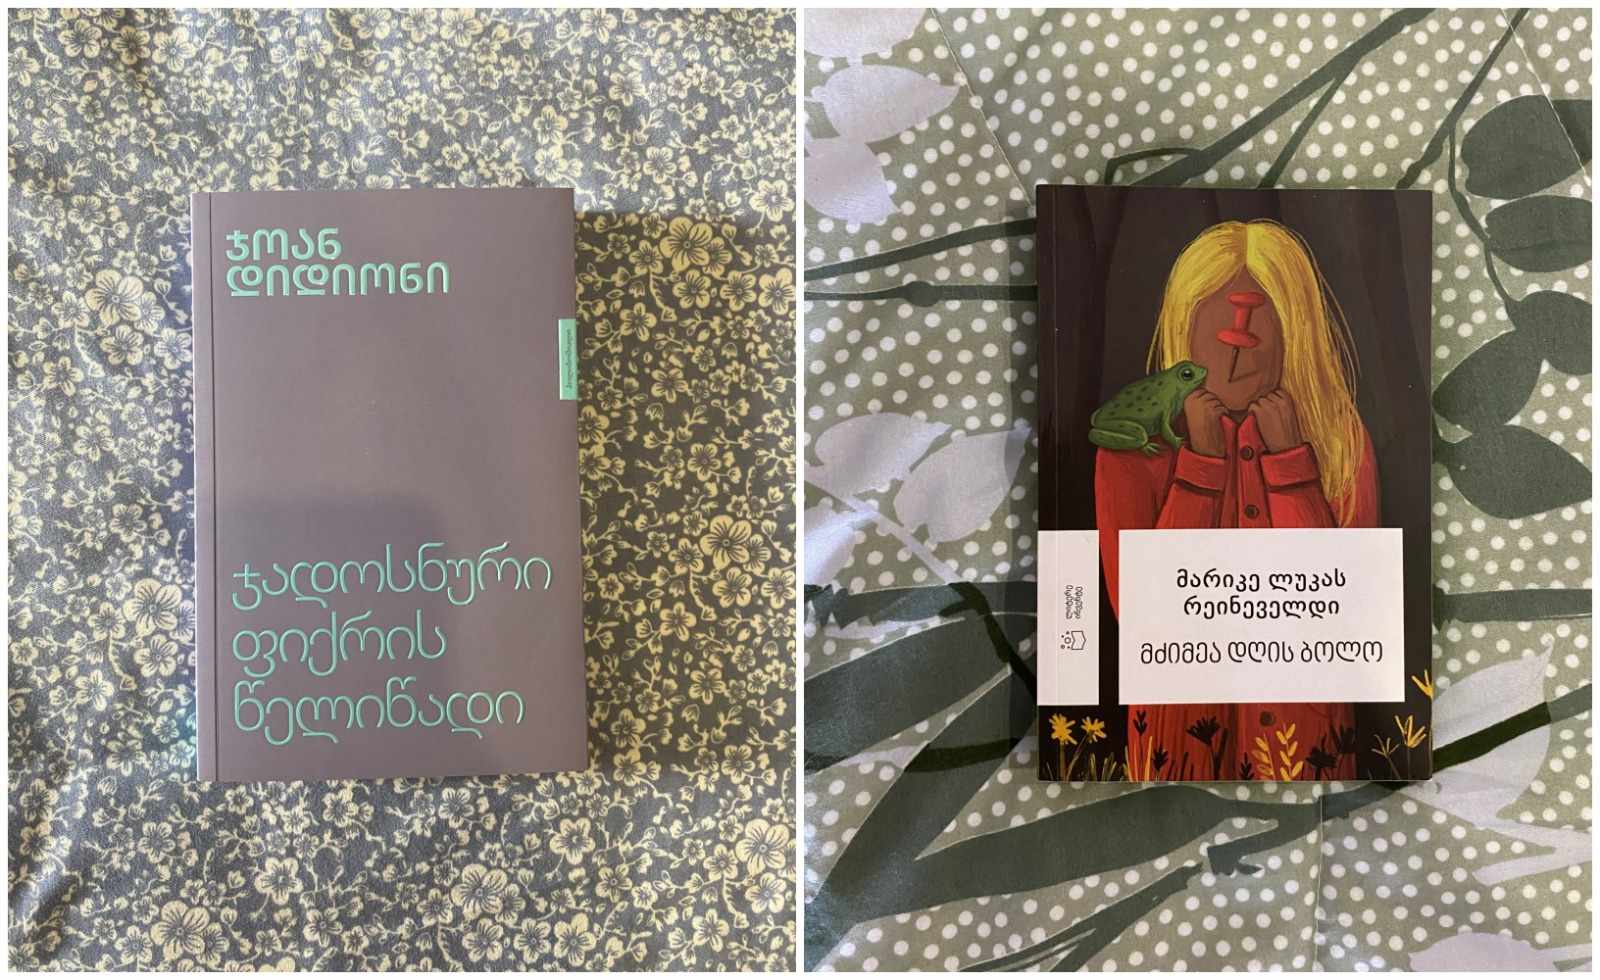 ჯოან
დიდიონი
ჯადოსნური
ფიქრის
წელიწადი
მარიკე ლუკას
რეინეველდი
მძიმეა დღის ბოლო